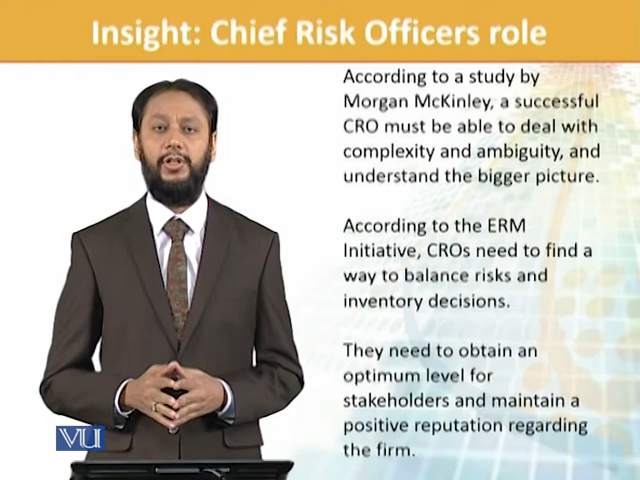 Insight: Chief Risk Officers role
According to a study by
Morgan McKinley, a successful
CRO must be able to deal with
complexity and ambiguity, and
understand the bigger picture.
According to the ERM
Initiative, CROs need to find a
way to balance risks and
inventory decisions.
They need to obtain an
optimum level for
stakeholders and maintain a
positive reputation regarding
the firm.
VU